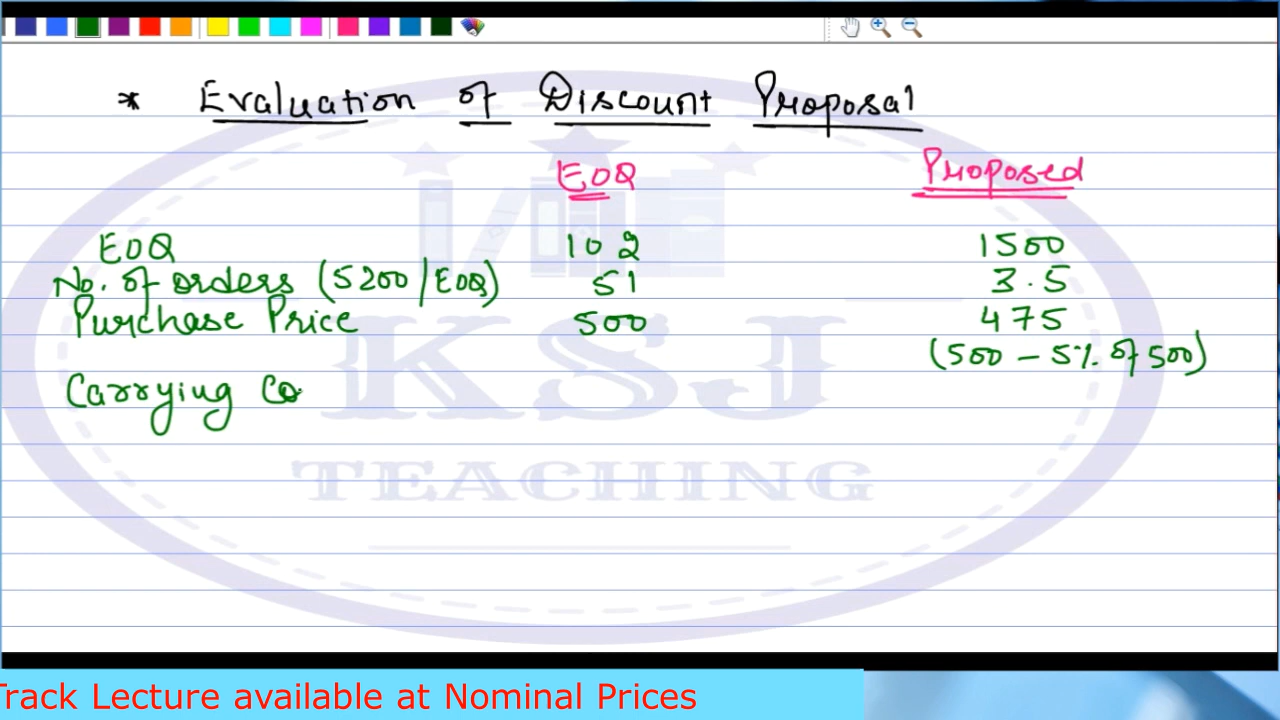 * Evaluation of Discount Proposal
EOQ Proposed
EOQ 102 1500
No. of orders (5200/EOQ) 51 3.5
Purchase Price 500 475
(500 - 5% of 500)
Carrying Co
KSJ
TEACHING
Track Lecture available at Nominal Prices